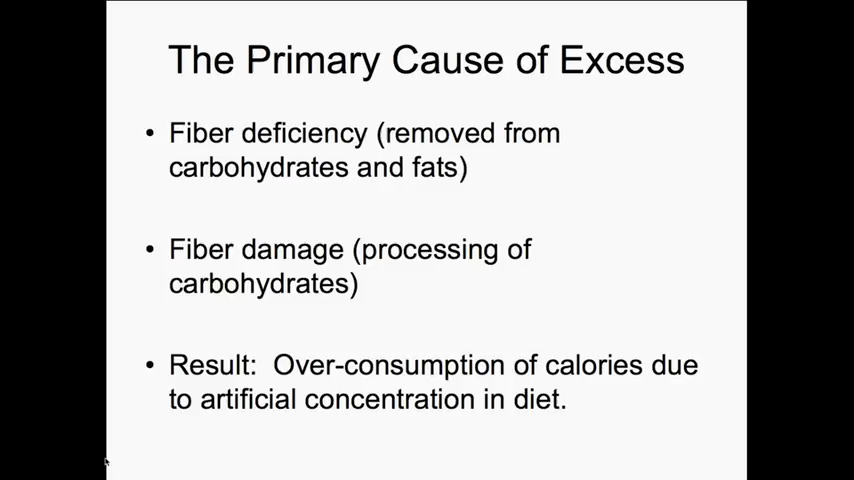 The Primary Cause of Excess
• Fiber deficiency (removed from
carbohydrates and fats)
• Fiber damage (processing of
carbohydrates)
• Result:  Over-consumption of calories due
to artificial concentration in diet.